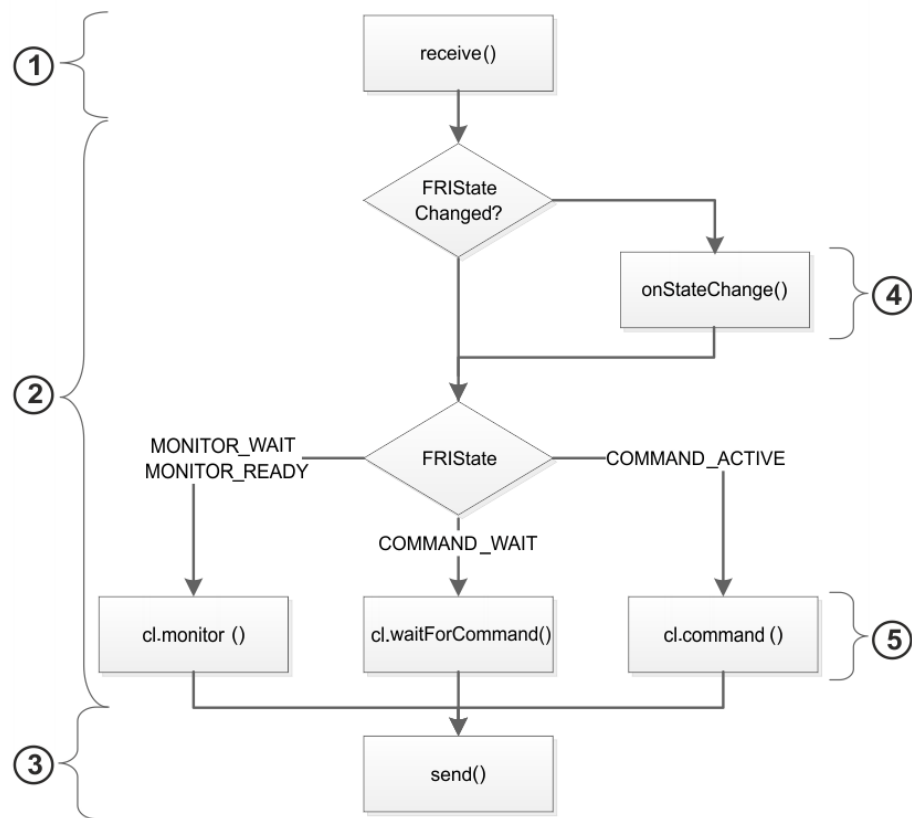 1
receive()
FRIState
Changed?
onStateChange()
4
2
MONITOR_WAIT
MONITOR_READY
FRIState
COMMAND_ACTIVE
COMMAND_WAIT
cl.monitor ()
cl.waitForCommand()
cl.command ()
5
3
send()